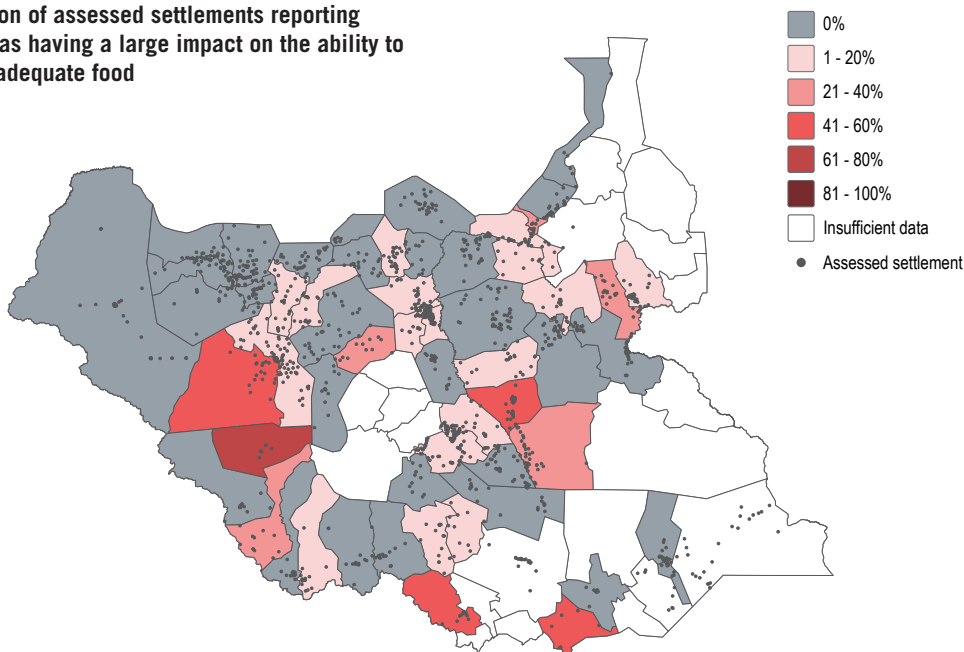 on of assessed settlements reporting
as having a large impact on the ability to
adequate food
0%
1 - 20%
21 - 40%
41 - 60%
61 - 80%
81 - 100%
Insufficient data
Assessed settlement